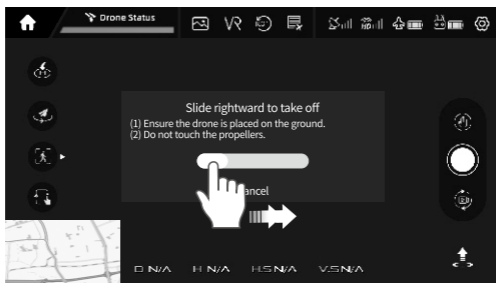 Drone Status VR HD
Slide rightward to take off
(1) Ensure the drone is placed on the ground.
(2) Do not touch the propellers.
ancel
D N/A H N/A H.S N/A V.S N/A